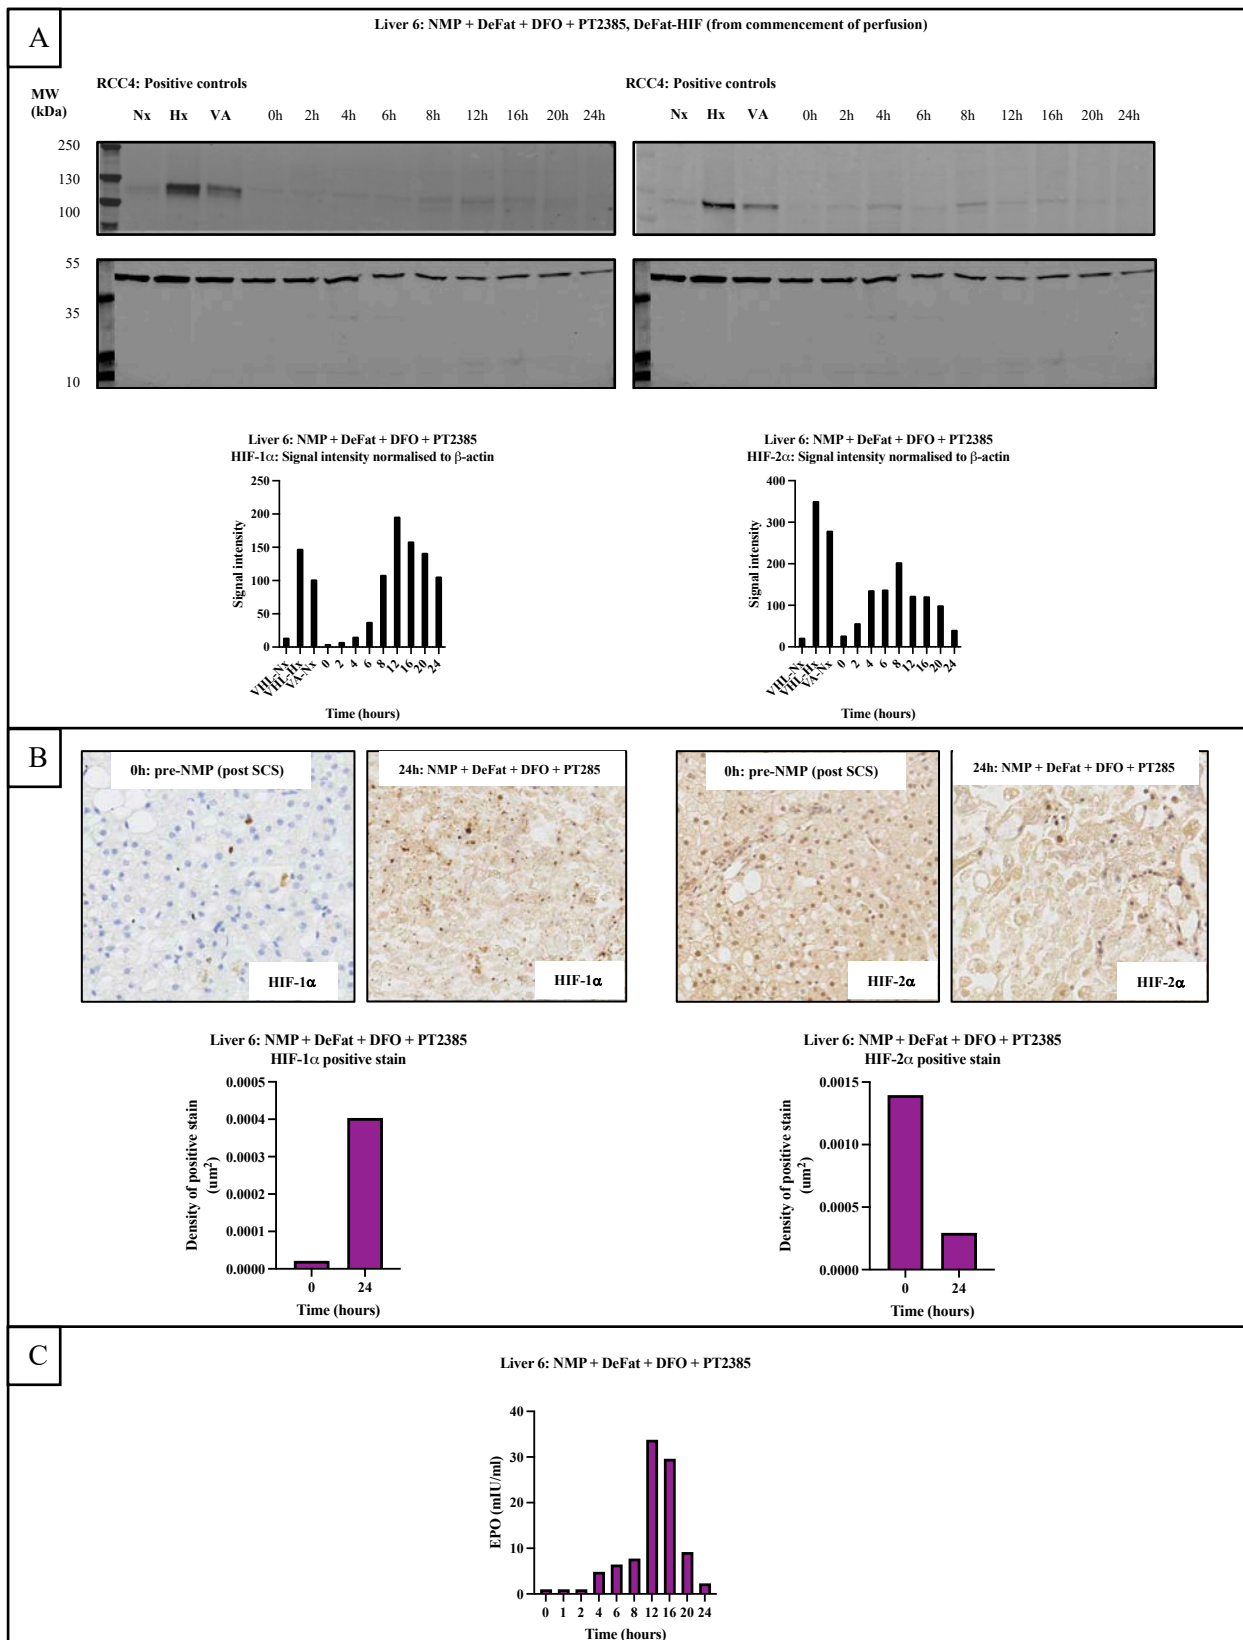 A
Liver 6: NMP + DeFat + DFO + PT2385, DeFat-HIF (from commencement of perfusion)
RCC4: Positive controls
RCC4: Positive controls
MW
(kDa)
Nx Hx VA 0h 2h 4h 6h 8h 12h 16h 20h 24h
Nx Hx VA 0h 2h 4h 6h 8h 12h 16h 20h 24h
250
130
100
55
35
10
Liver 6: NMP + DeFat + DFO + PT2385
HIF-1α: Signal intensity normalised to β-actin
250
200
150
100
50
0
Signal intensity
VHL-Nx VHL-Hx VA-Nx 0 2 4 6 8 12 16 20 24
Time (hours)
Liver 6: NMP + DeFat + DFO + PT2385
HIF-2α: Signal intensity normalised to β-actin
400
300
200
100
0
Signal intensity
VHL-Nx VHL-Hx VA-Nx 0 2 4 6 8 12 16 20 24
Time (hours)
B
0h: pre-NMP (post SCS)
HIF-1α
24h: NMP + DeFat + DFO + PT285
HIF-1α
0h: pre-NMP (post SCS)
HIF-2α
24h: NMP + DeFat + DFO + PT285
HIF-2α
Liver 6: NMP + DeFat + DFO + PT2385
HIF-1α positive stain
0.0005
0.0004
0.0003
0.0002
0.0001
0.0000
Density of positive stain
(um²)
0 24
Time (hours)
Liver 6: NMP + DeFat + DFO + PT2385
HIF-2α positive stain
0.0015
0.0010
0.0005
0.0000
Density of positive stain
(um²)
0 24
Time (hours)
C
Liver 6: NMP + DeFat + DFO + PT2385
40
30
20
10
0
EPO (mIU/ml)
0 1 2 4 6 8 12 16 20 24
Time (hours)